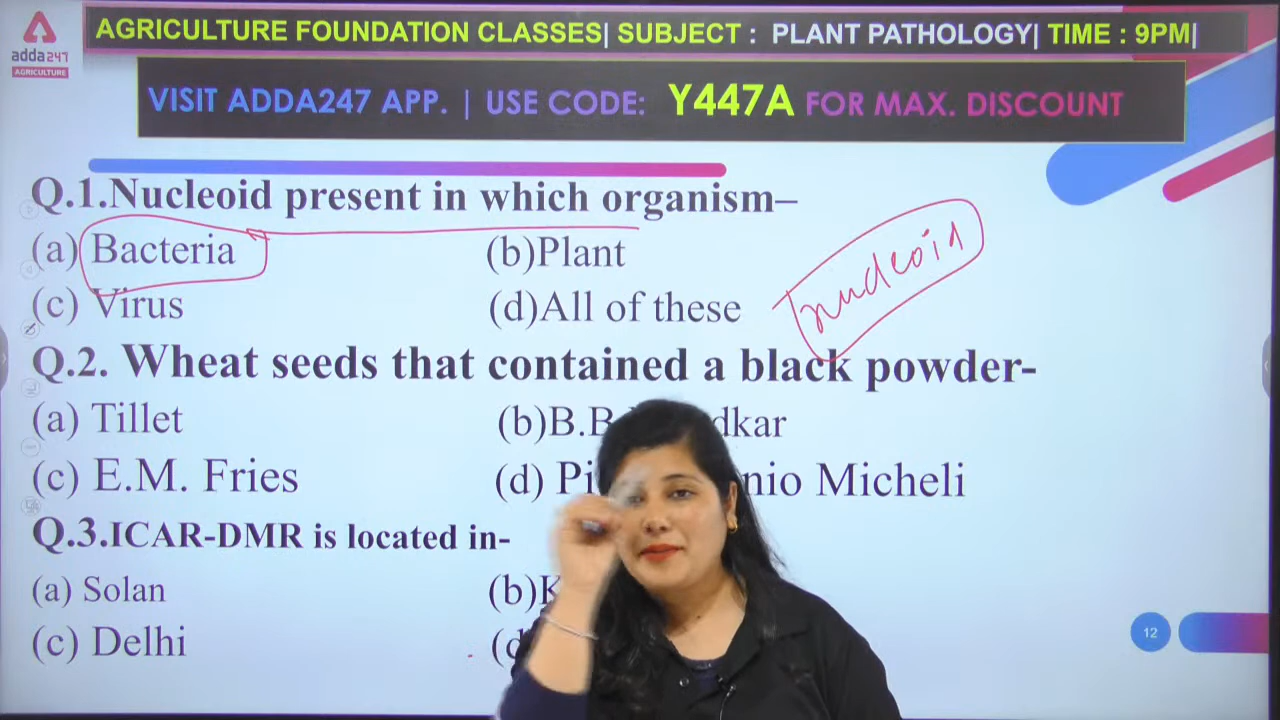 adda247
AGRICULTURE
AGRICULTURE FOUNDATION CLASSES| SUBJECT : PLANT PATHOLOGY| TIME : 9PM|
VISIT ADDA247 APP. | USE CODE: Y447A FOR MAX. DISCOUNT
Q.1.Nucleoid present in which organism–
(a) Bacteria (b)Plant
(c) Virus (d)All of these
nucleoid
Q.2. Wheat seeds that contained a black powder-
(a) Tillet (b)B.B
(c) E.M. Fries (d) Micheli
Q.3.ICAR-DMR is located in-
(a) Solan (b)
(c) Delhi
12